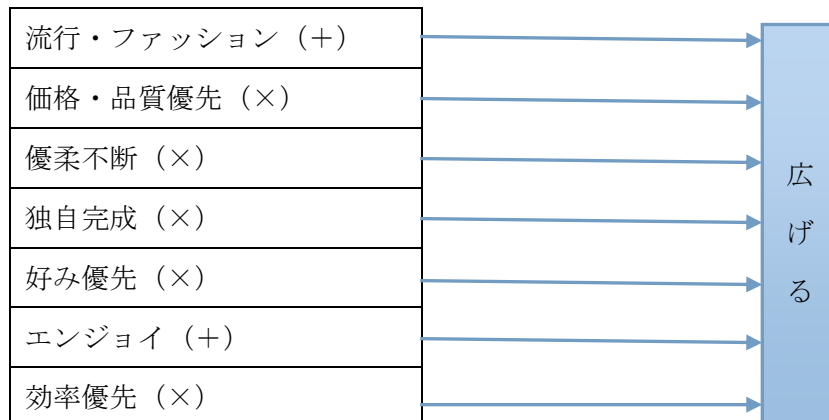 流行・ファッション（＋）
価格・品質優先（×）
優柔不断（×）
独自完成（×）
好み優先（×）
エンジョイ（＋）
効率優先（×）
広げる